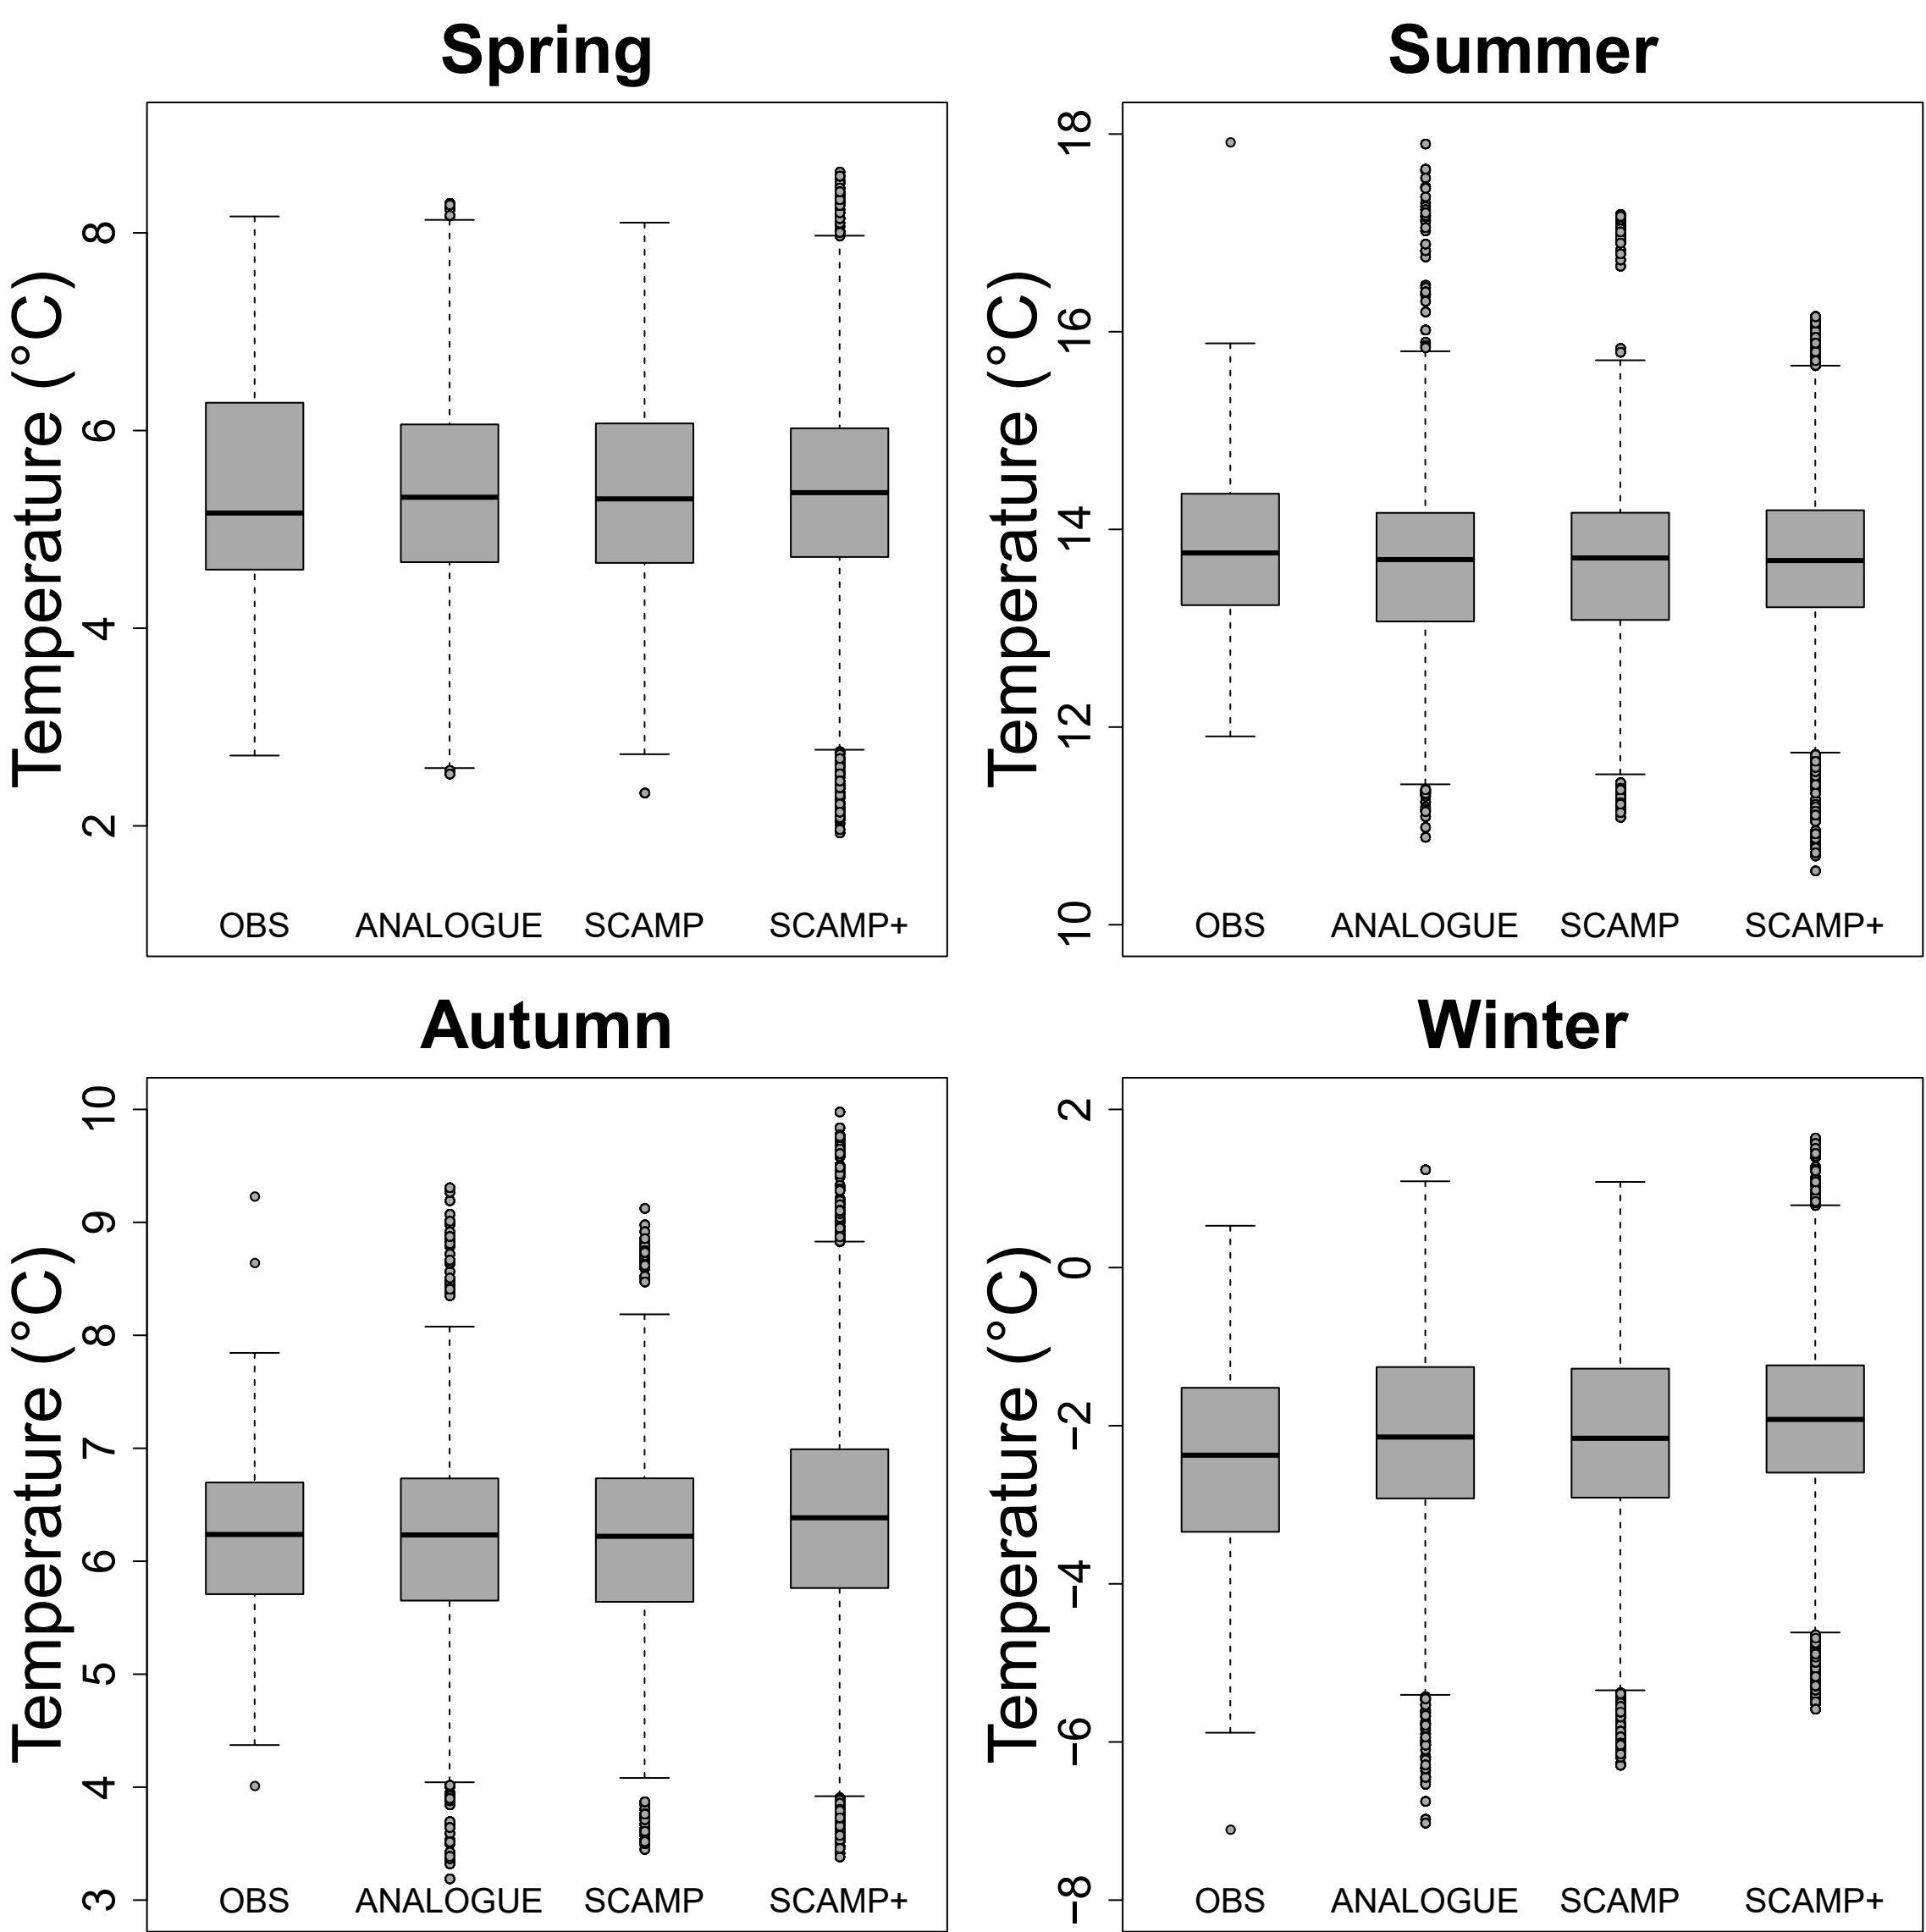 Spring
Temperature (°C)
8
6
4
2
OBS ANALOGUE SCAMP SCAMP+
Summer
Temperature (°C)
18
16
14
12
10
OBS ANALOGUE SCAMP SCAMP+
Autumn
Temperature (°C)
10
9
8
7
6
5
4
3
OBS ANALOGUE SCAMP SCAMP+
Winter
Temperature (°C)
2
0
−2
−4
−6
−8
OBS ANALOGUE SCAMP SCAMP+